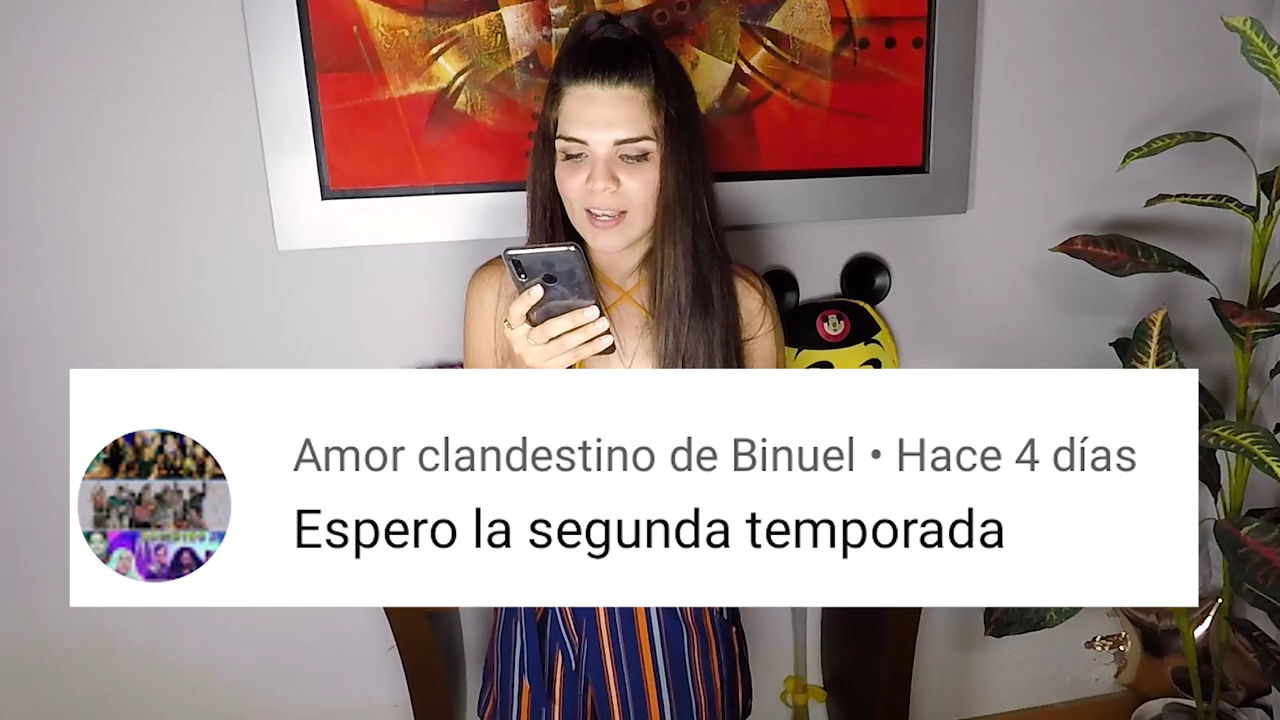 Amor clandestino de Binuel • Hace 4 días
Espero la segunda temporada